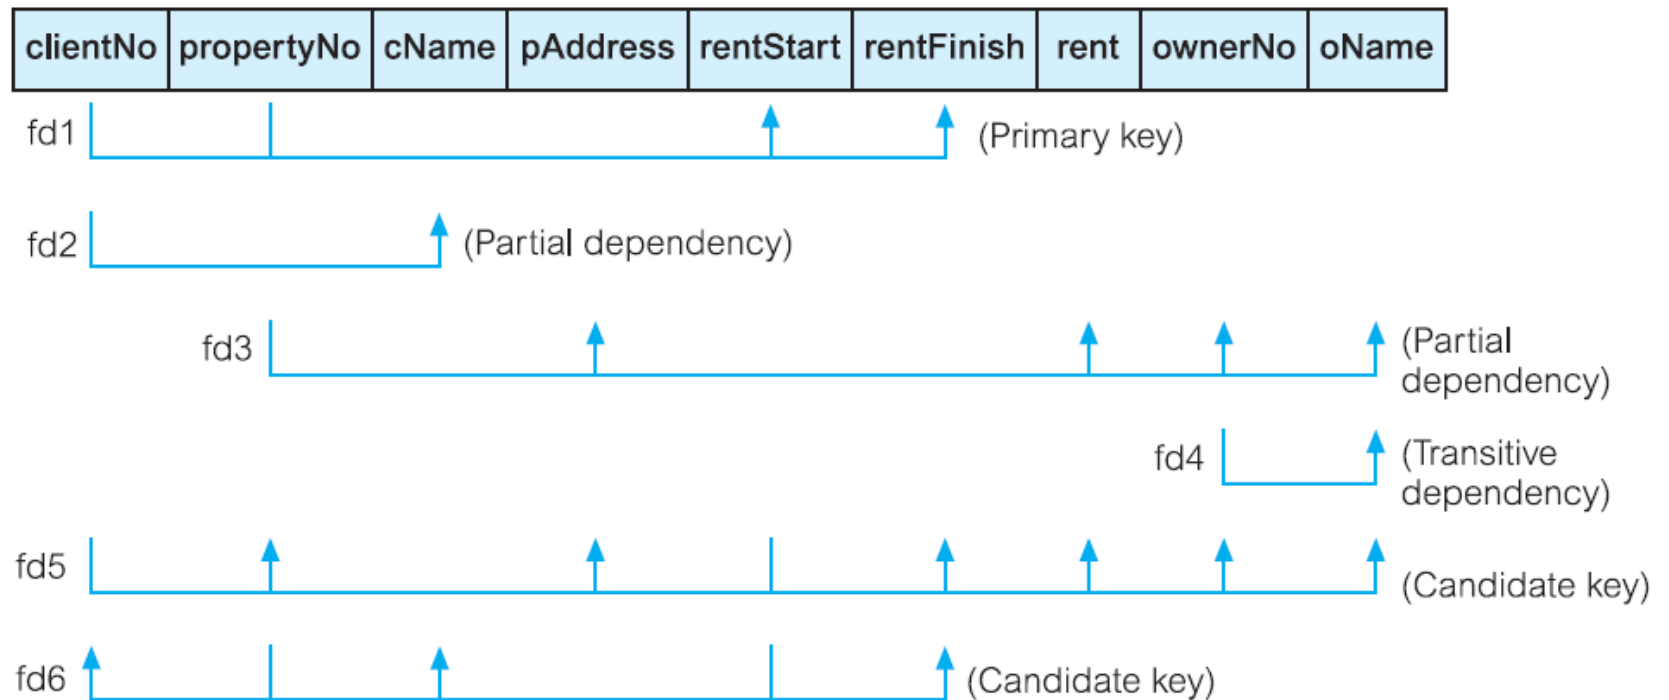 clientNo propertyNo cName pAddress rentStart rentFinish rent ownerNo oName
fd1 (Primary key)
fd2 (Partial dependency)
fd3 (Partial
dependency)
fd4 (Transitive
dependency)
fd5 (Candidate key)
fd6 (Candidate key)